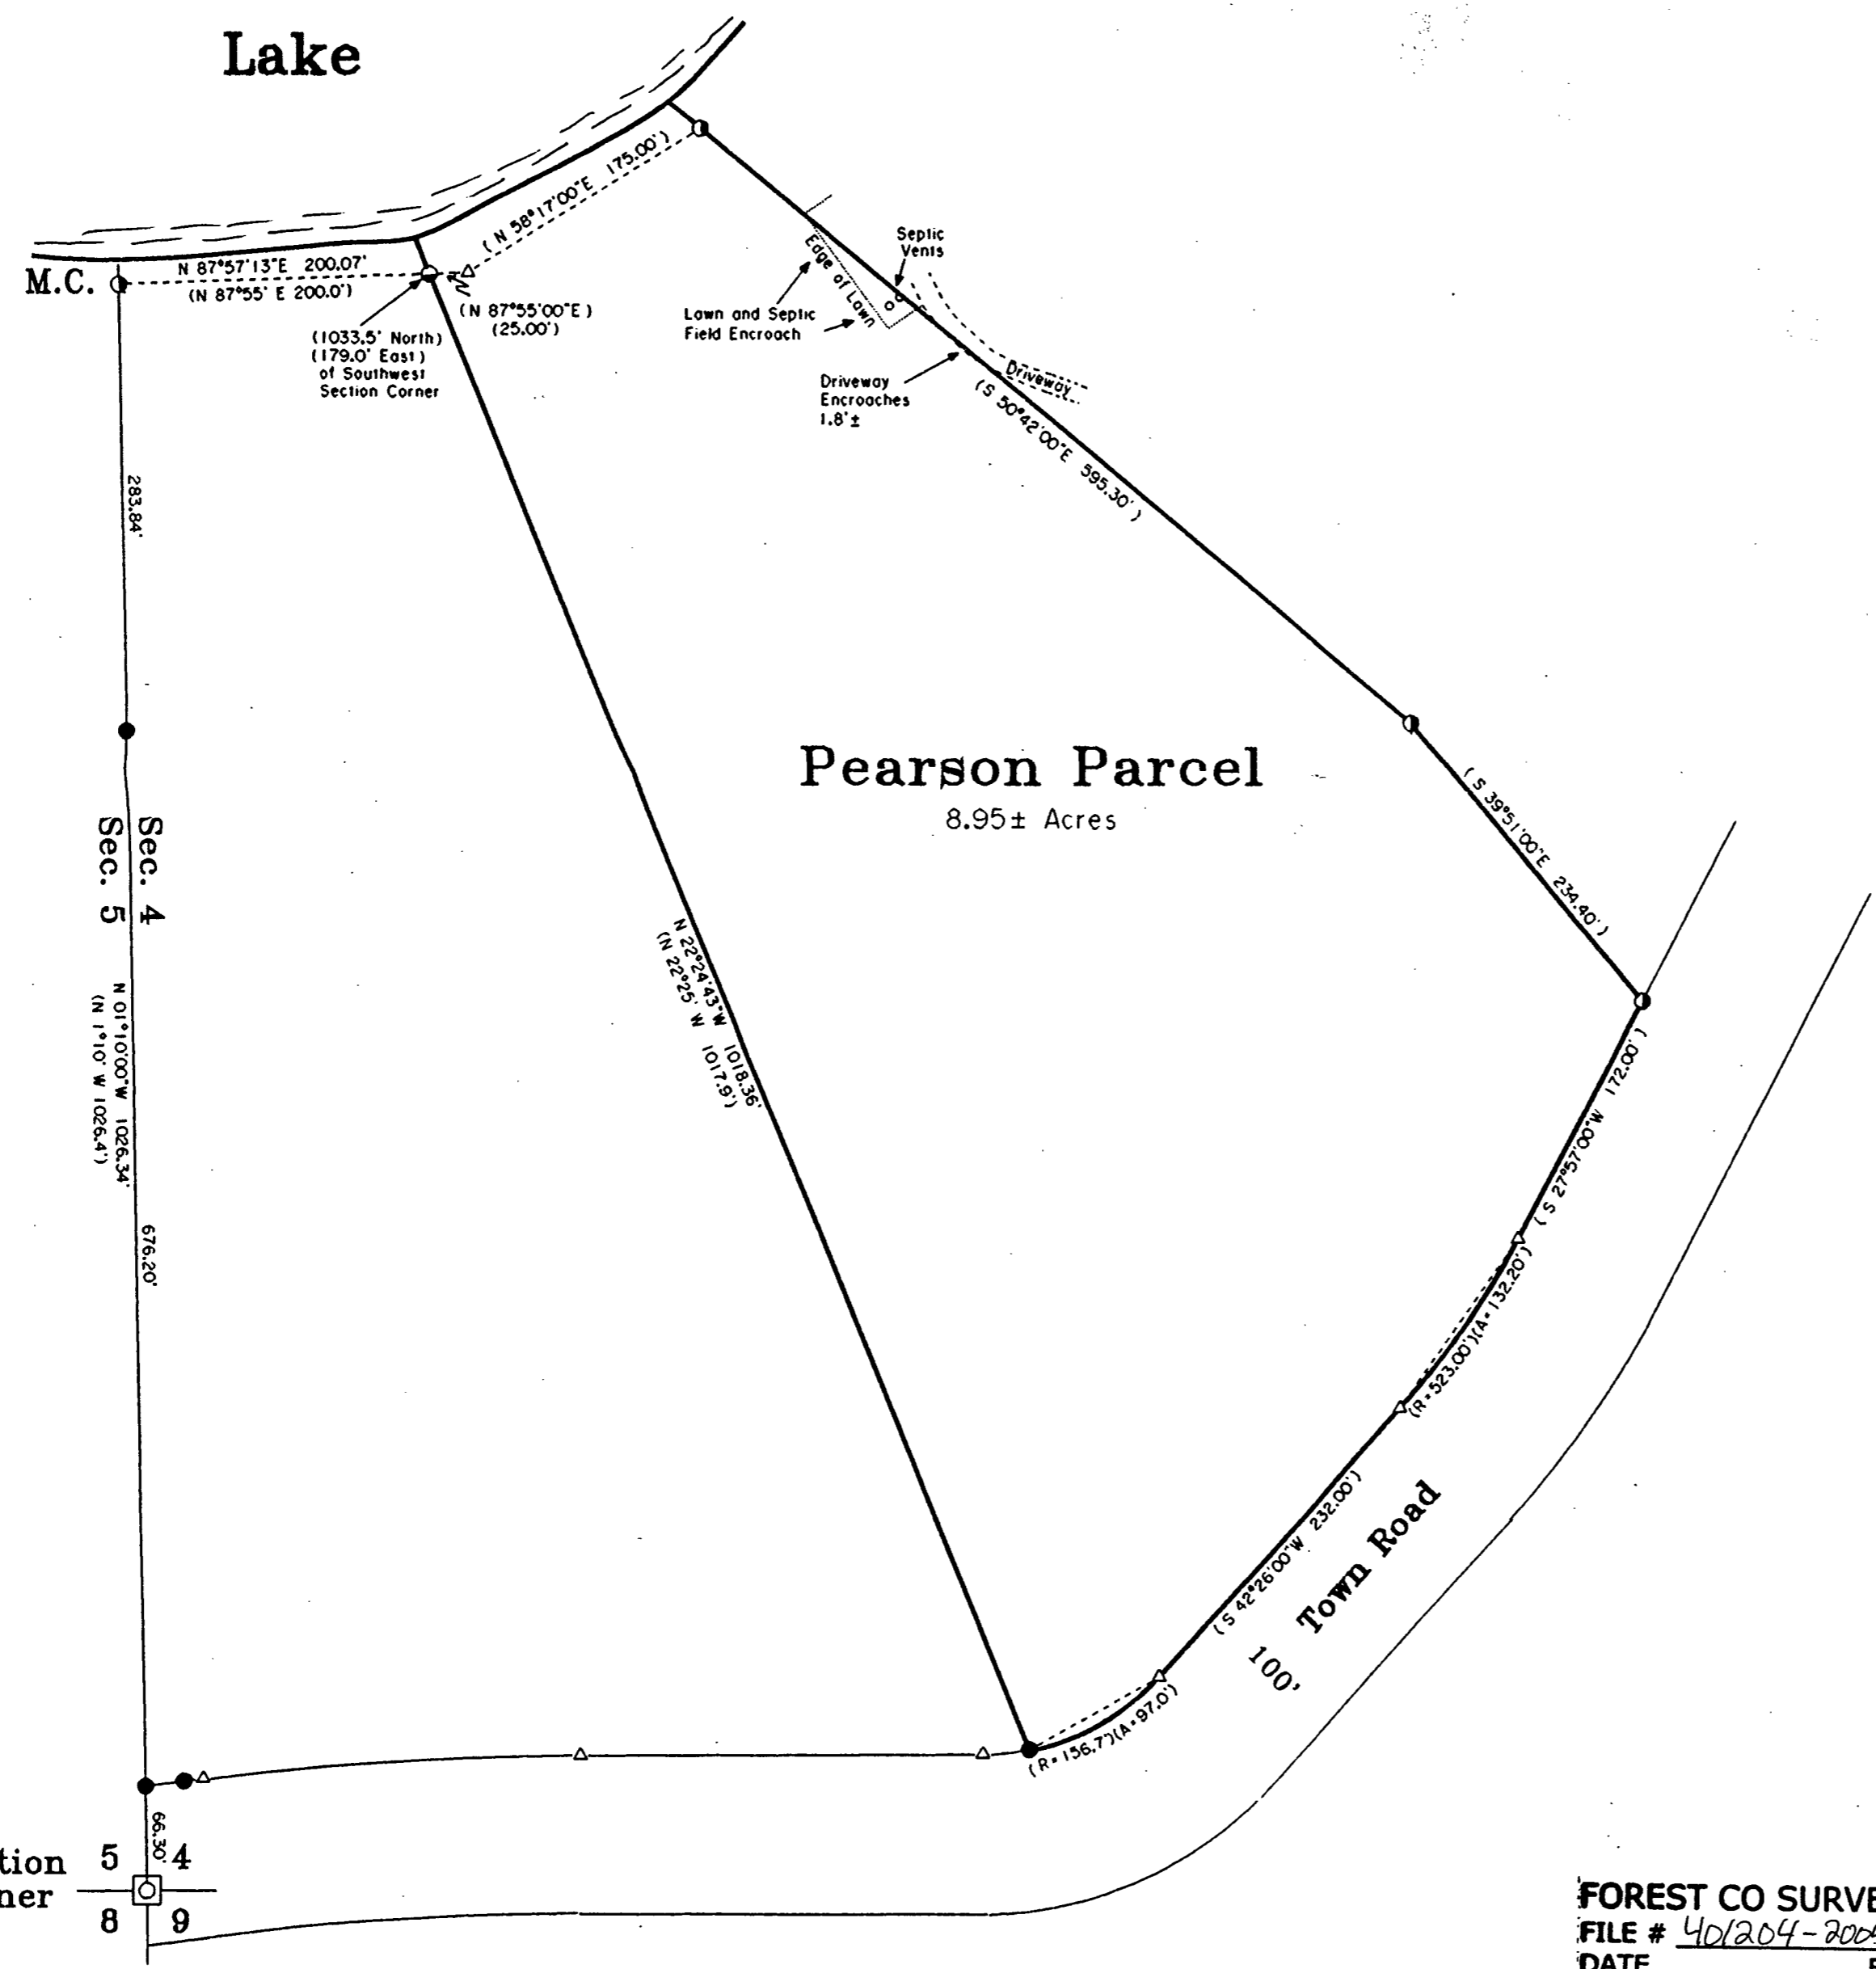 Lake
(N 58°17'00"E 175.00')
M.C.
N 87°57'13"E 200.07'
(N 87°55' E 200.0')
(N 87°55'00"E)
(25.00')
(1033.5' North)
(179.0' East)
of Southwest
Section Corner
Edge of Lawn
Septic
Vents
Lawn and Septic
Field Encroach
Driveway
Driveway
Encroaches
1.8'±
(S 50°42'00"E 595.30')
283.84'
Pearson Parcel
8.95± Acres
(S 39°51'00"E 234.40')
Sec. 4
Sec. 5
N 22°24'43"W 1018.36'
(N 22°25' W 1017.9')
N 01°10'00"W 1026.34'
(N 1°10' W 1026.4')
(S 27°57'00"W 172.00')
676.20'
(R=523.00')(A=132.20')
(S 42°26'00"W 232.00')
Town Road
100'
(R=156.7')(A=97.0')
66.30'
tion 5 4
ner
8 9
FOREST CO SURVE
FILE # 401204-2004
DATE